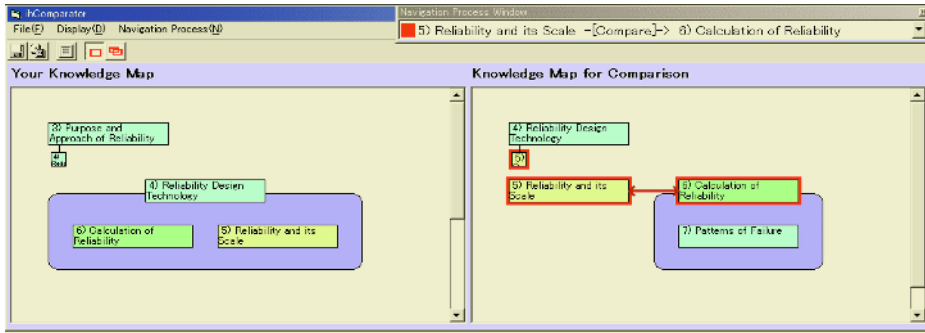 ihComparator
Navigation Process Window
File(F) Display(D) Navigation Process(N)
5) Reliability and its Scale -[Compare]-> 6) Calculation of Reliability
Your Knowledge Map
Knowledge Map for Comparison
3) Purpose and
Approach of Reliability
4)
4) Reliability Design
Technology
6) Calculation of
Reliability
5) Reliability and its
Scale
4) Reliability Design
Technology
5)
5) Reliability and its
Scale
6) Calculation of
Reliability
7) Patterns of Failure